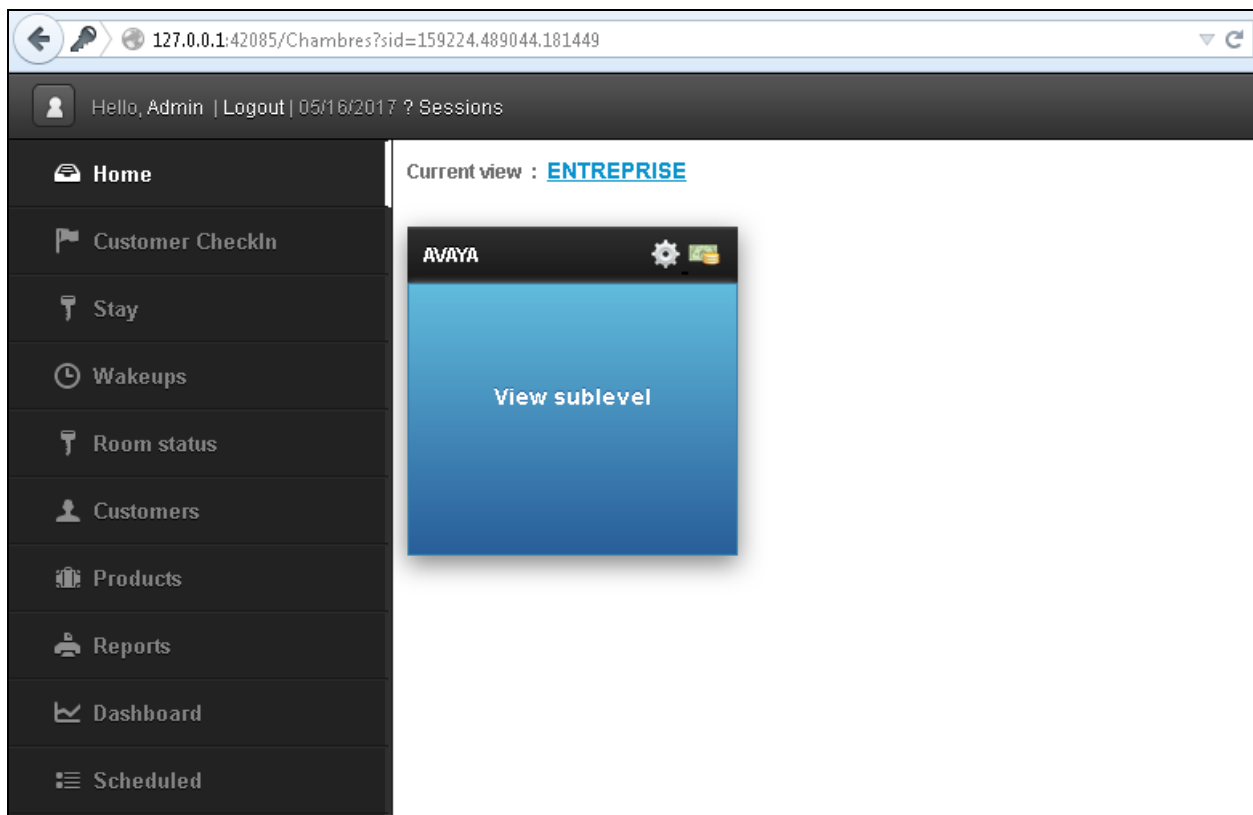 127.0.0.1:42085/Chambres?sid=159224.489044.181449
Hello, Admin | Logout | 05/16/2017 ? Sessions
Home
Customer CheckIn
Stay
Wakeups
Room status
Customers
Products
Reports
Dashboard
Scheduled
Current view : ENTREPRISE
AVAYA
View sublevel